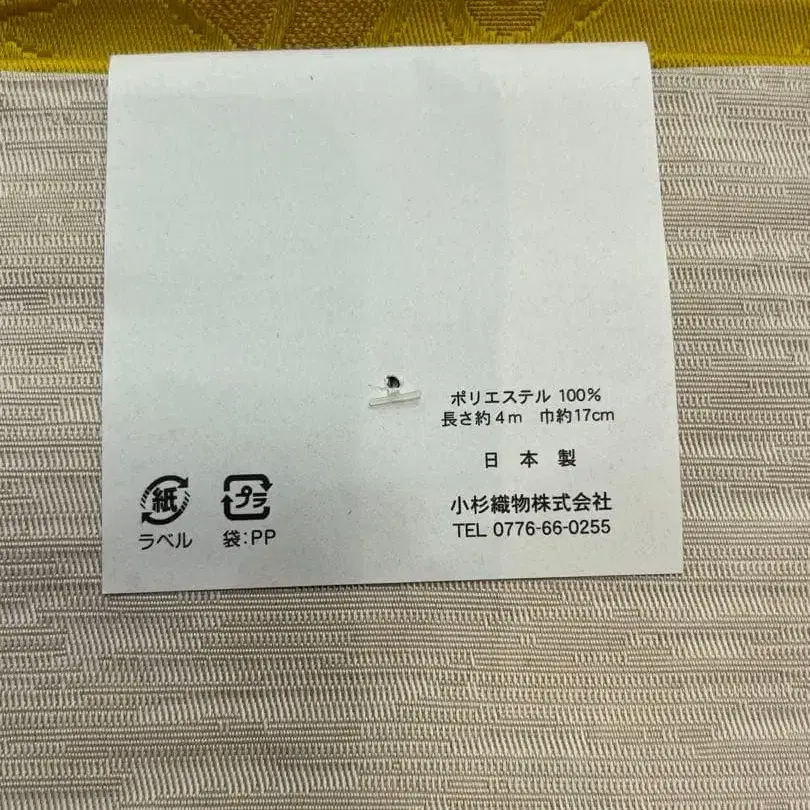 ポリエステル 100%
長さ約4m 巾約17cm
日本製
小杉織物株式会社
TEL 0776-66-0255
紙
ラベル
プラ
袋:PP